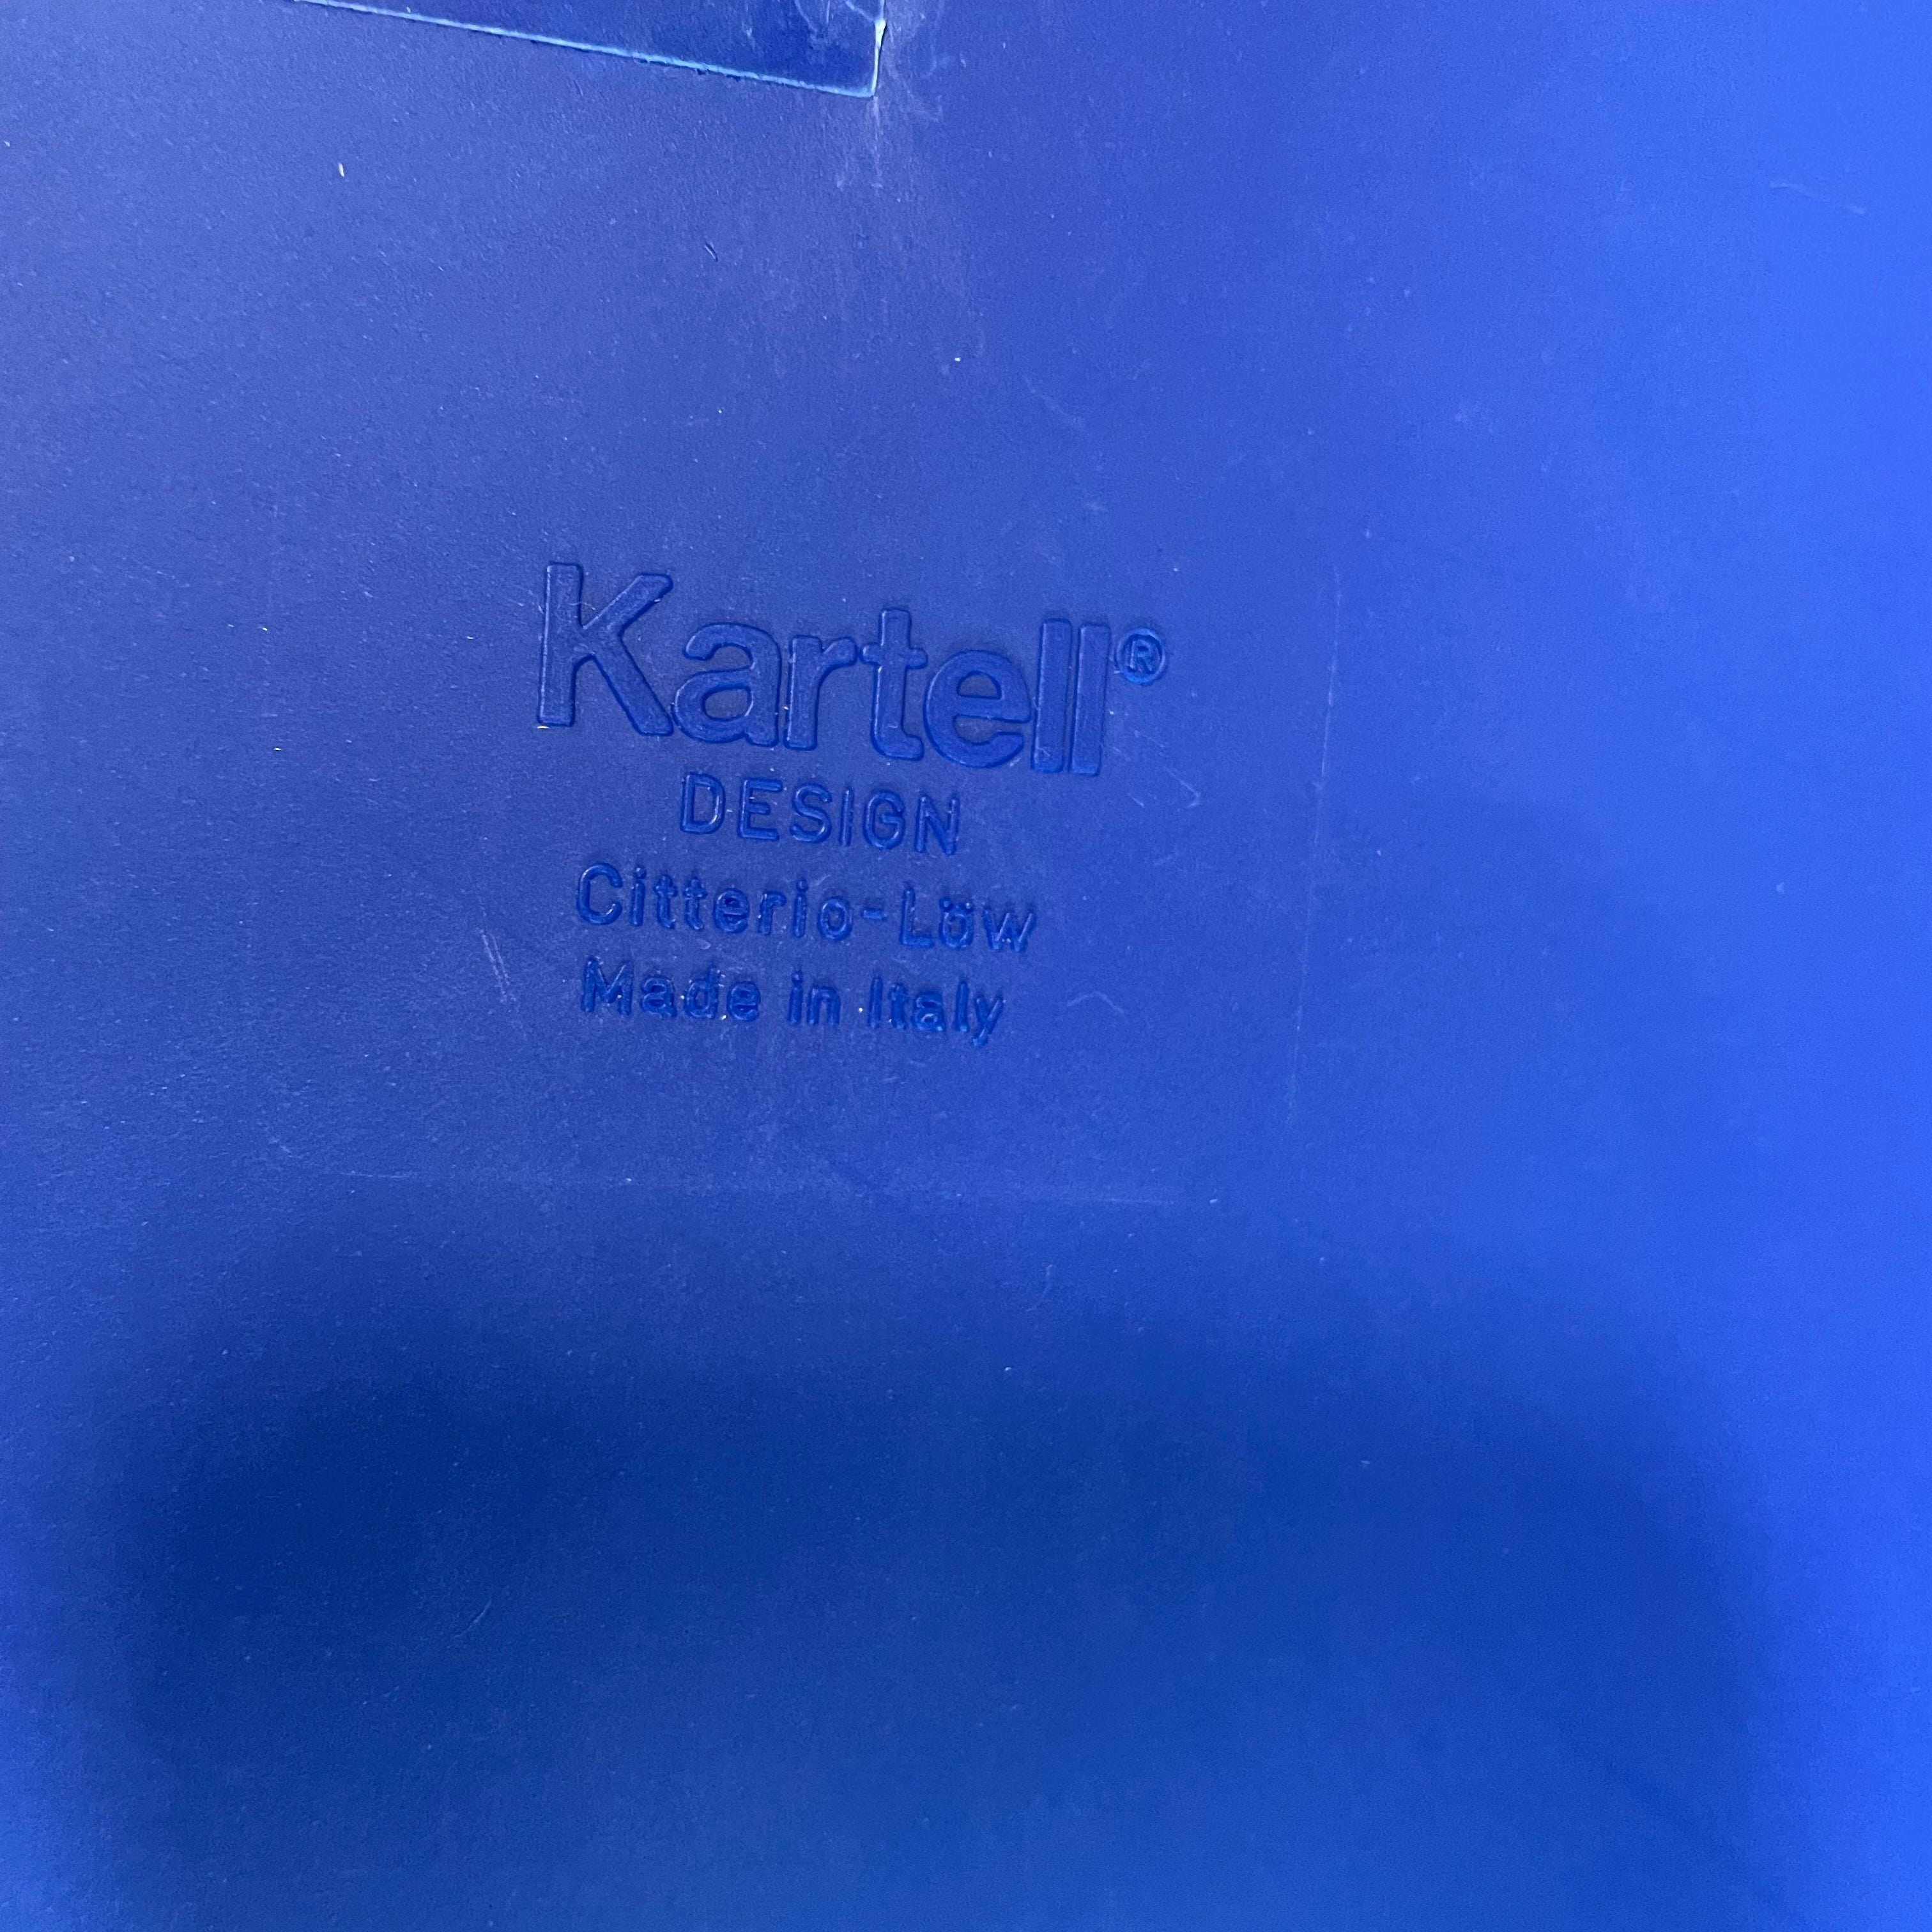 Kartell®
DESIGN
Citterio-Löw
Made in Italy